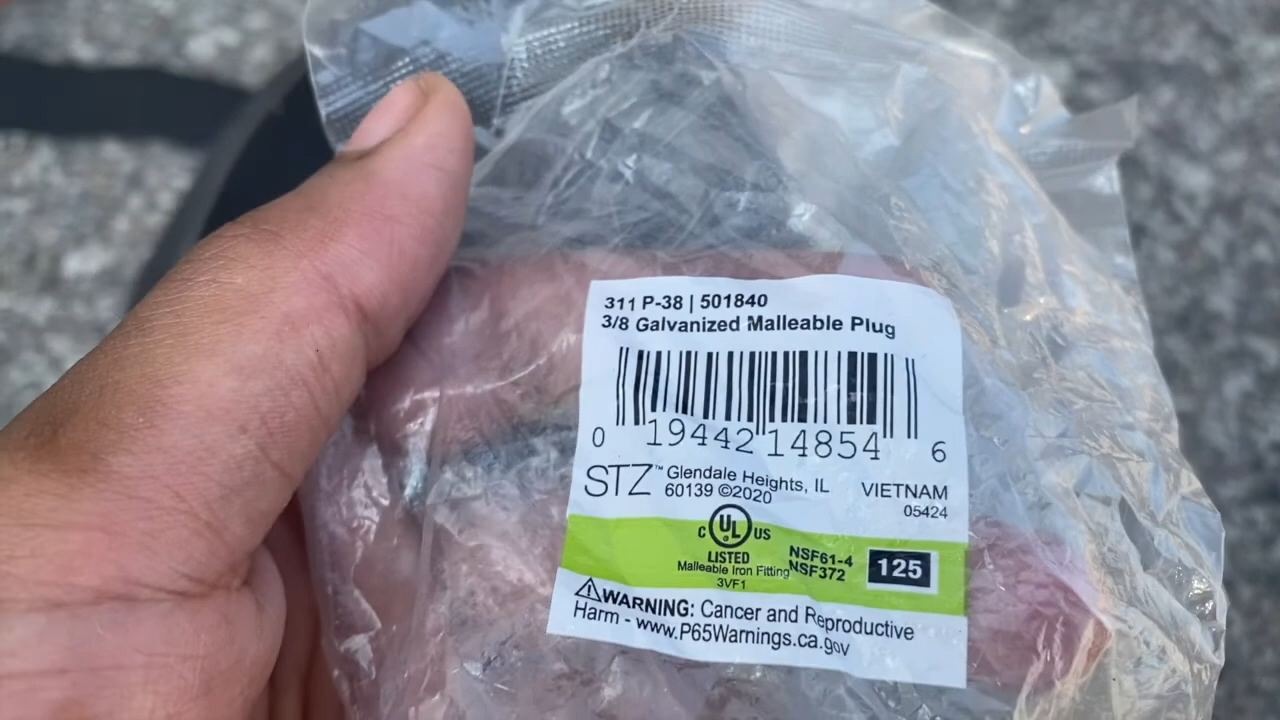 311 P-38 | 501840
3/8 Galvanized Malleable Plug
0 19442 14854 6
STZ™ Glendale Heights, IL
60139 ©2020
VIETNAM
05424
C UL US
LISTED
Malleable Iron Fitting
3VF1
NSF61-4
NSF372
125
WARNING: Cancer and Reproductive
Harm - www.P65Warnings.ca.gov